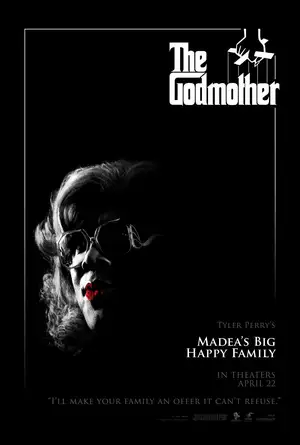 The
Godmother
TYLER PERRY'S
MADEA'S BIG
HAPPY FAMILY
IN THEATERS
APRIL 22
"I'LL MAKE YOUR FAMILY AN OFFER IT CAN'T REFUSE."